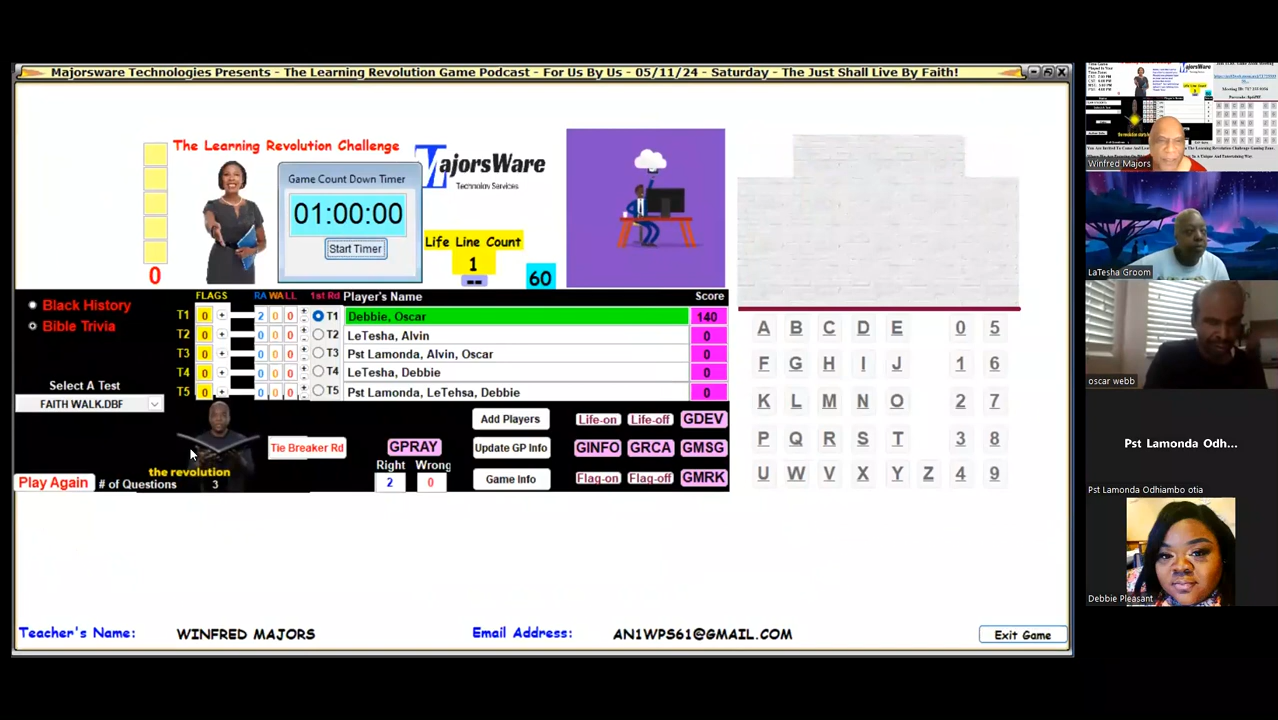 Majorsware Technologies Presents - The Learning Revolution Game Podcast - For Us By Us - 05/11/24 - Saturday - The Just Shall Live By Faith!
The Learning Revolution Challenge
0
Game Count Down Timer
01:00:00
Start Timer
MajorsWare
Technology Services
Life Line Count
1
--
60
Black History
Bible Trivia
Select A Test
FAITH WALK.DBF
FLAGS RA WA LL 1st Rd Player's Name Score
T1 0 + 2 0 0 T1 Debbie, Oscar 140
T2 0 + 0 0 0 T2 LeTesha, Alvin 0
T3 0 + 0 0 0 T3 Pst Lamonda, Alvin, Oscar 0
T4 0 + 0 0 0 T4 LeTesha, Debbie 0
T5 0 + 0 0 0 T5 Pst Lamonda, LeTehsa, Debbie 0
the revolution
Play Again # of Questions 3
Tie Breaker Rd
GPRAY
Right Wrong
2 0
Add Players Life-on Life-off GDEV
Update GP Info GINFO GRCA GMSG
Game Info Flag-on Flag-off GMRK
A B C D E 0 5
F G H I J 1 6
K L M N O 2 7
P Q R S T 3 8
U W V X Y Z 4 9
Teacher's Name: WINFRED MAJORS Email Address: AN1WPS61@GMAIL.COM Exit Game
Winfred Majors
LaTesha Groom
oscar webb
Pst Lamonda Odh...
Pst Lamonda Odhiambo otia
Debbie Pleasant